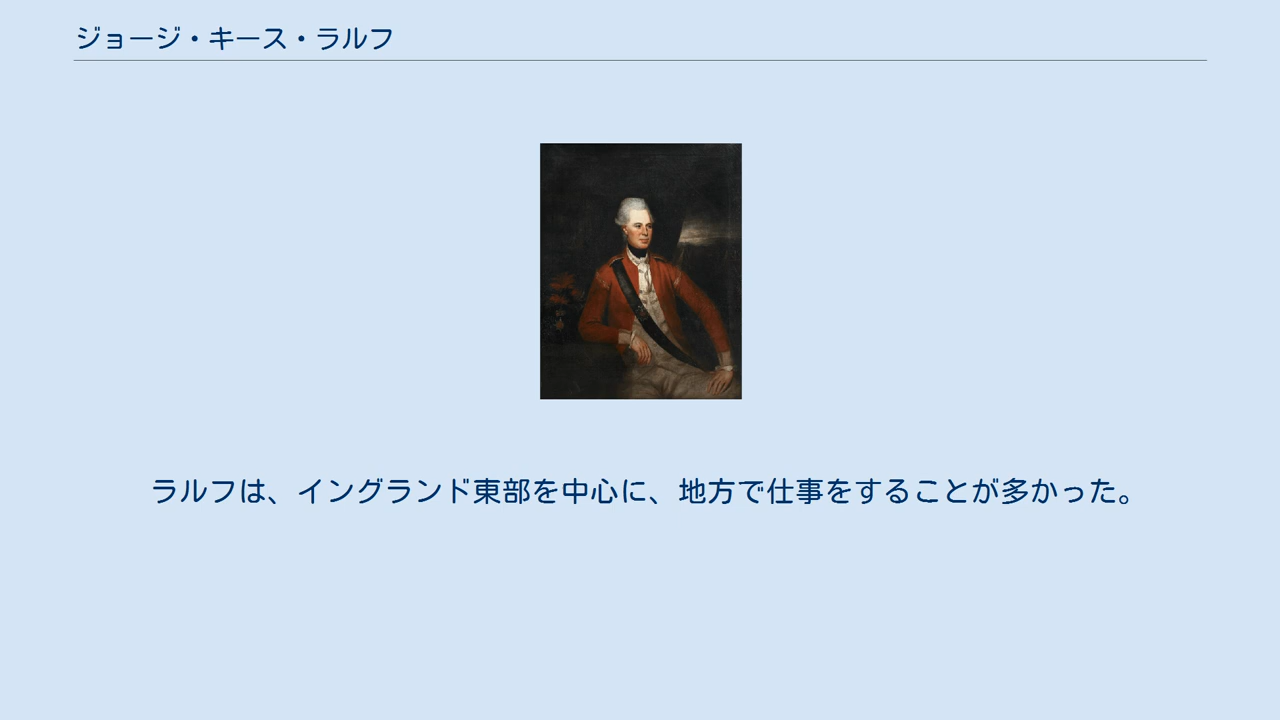 ジョージ・キース・ラルフ
ラルフは、イングランド東部を中心に、地方で仕事をすることが多かった。